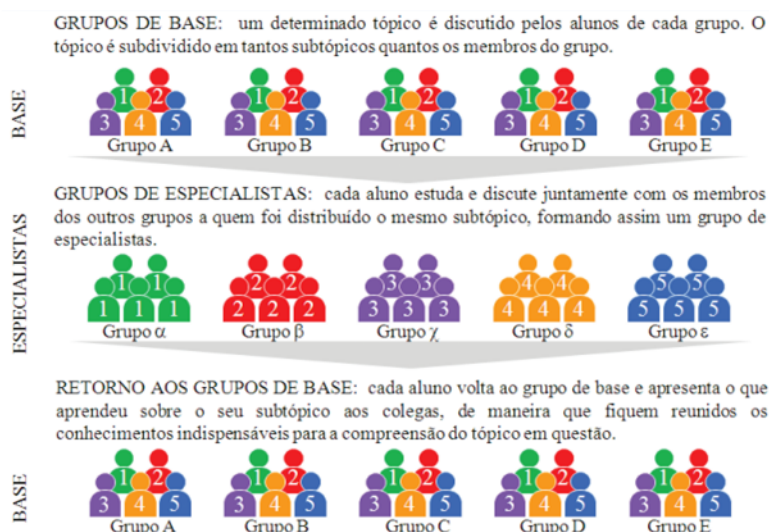 GRUPOS DE BASE: um determinado tópico é discutido pelos alunos de cada grupo. O
tópico é subdividido em tantos subtópicos quantos os membros do grupo.
BASE
1 2 1 2 1 2 1 2 1 2
3 4 5 3 4 5 3 4 5 3 4 5 3 4 5
Grupo A Grupo B Grupo C Grupo D Grupo E
GRUPOS DE ESPECIALISTAS: cada aluno estuda e discute juntamente com os membros
dos outros grupos a quem foi distribuído o mesmo subtópico, formando assim um grupo de
especialistas.
ESPECIALISTAS
1 1 2 2 3 3 4 4 5 5
1 1 1 2 2 2 3 3 3 4 4 4 5 5 5
Grupo α Grupo β Grupo χ Grupo δ Grupo ε
RETORNO AOS GRUPOS DE BASE: cada aluno volta ao grupo de base e apresenta o que
aprendeu sobre o seu subtópico aos colegas, de maneira que fiquem reunidos os
conhecimentos indispensáveis para a compreensão do tópico em questão.
BASE
1 2 1 2 1 2 1 2 1 2
3 4 5 3 4 5 3 4 5 3 4 5 3 4 5
Grupo A Grupo B Grupo C Grupo D Grupo E